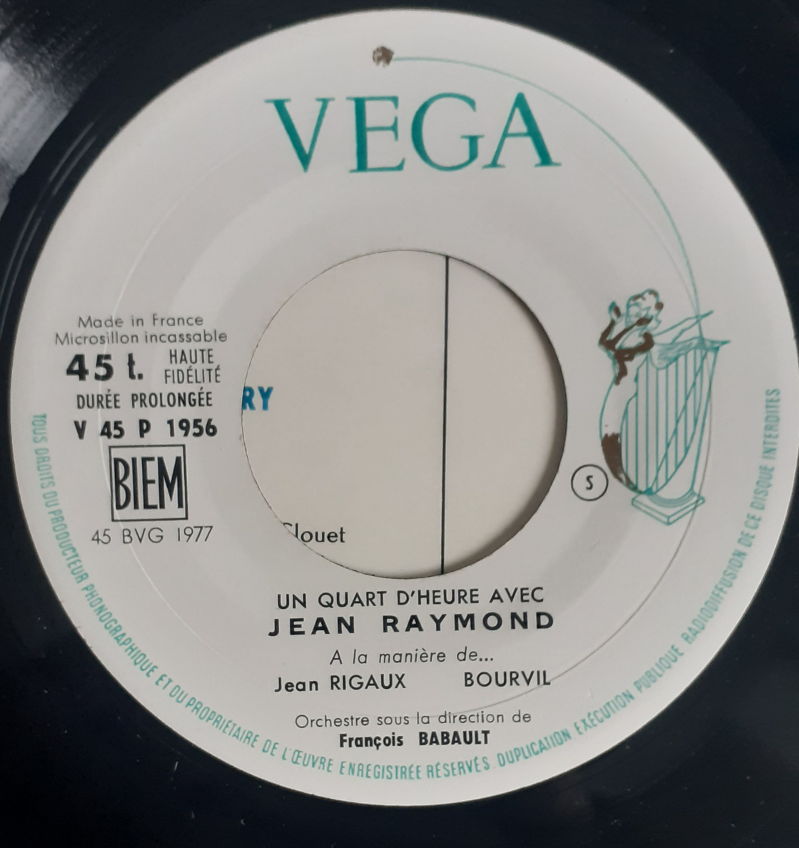 VEGA
Made in France
Microsillon incassable
45 t. HAUTE FIDÉLITÉ
DURÉE PROLONGÉE
V 45 P 1956
BIEM
45 BVG 1977
RY
S
Clouet
UN QUART D'HEURE AVEC
JEAN RAYMOND
A la manière de...
Jean RIGAUX BOURVIL
Orchestre sous la direction de
François BABAULT
TOUS DROITS DU PRODUCTEUR PHONOGRAPHIQUE ET DU PROPRIETAIRE DE L'ŒUVRE ENREGISTRÉE RÉSERVÉS. DUPLICATION EXÉCUTION PUBLIQUE RADIODIFFUSION DE CE DISQUE INTERDITES